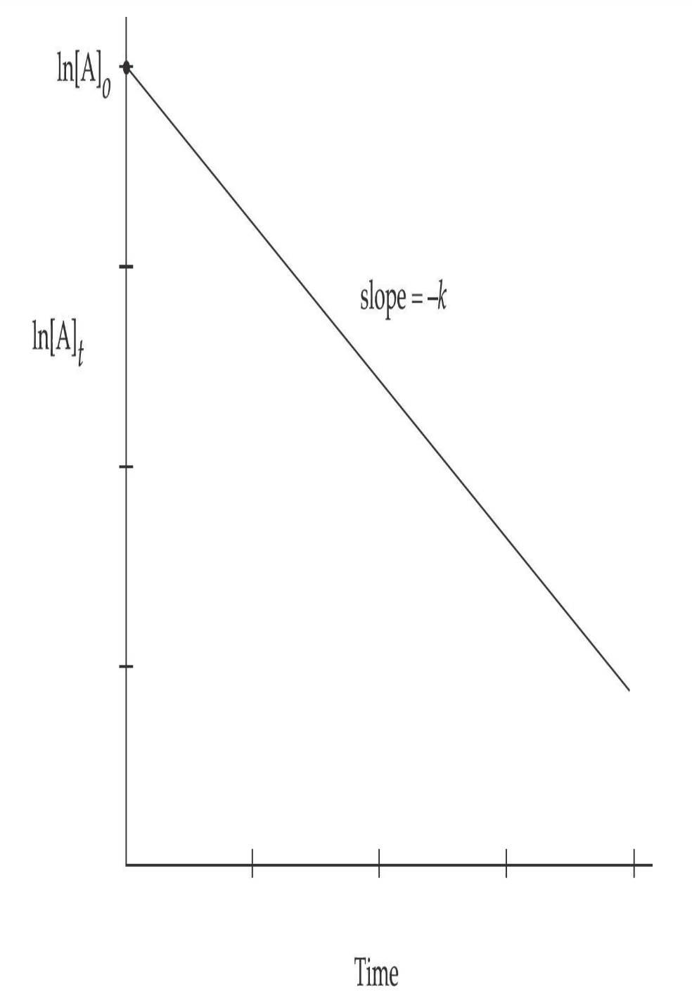 ln[A]₀
slope = –k
ln[A]ₜ
Time